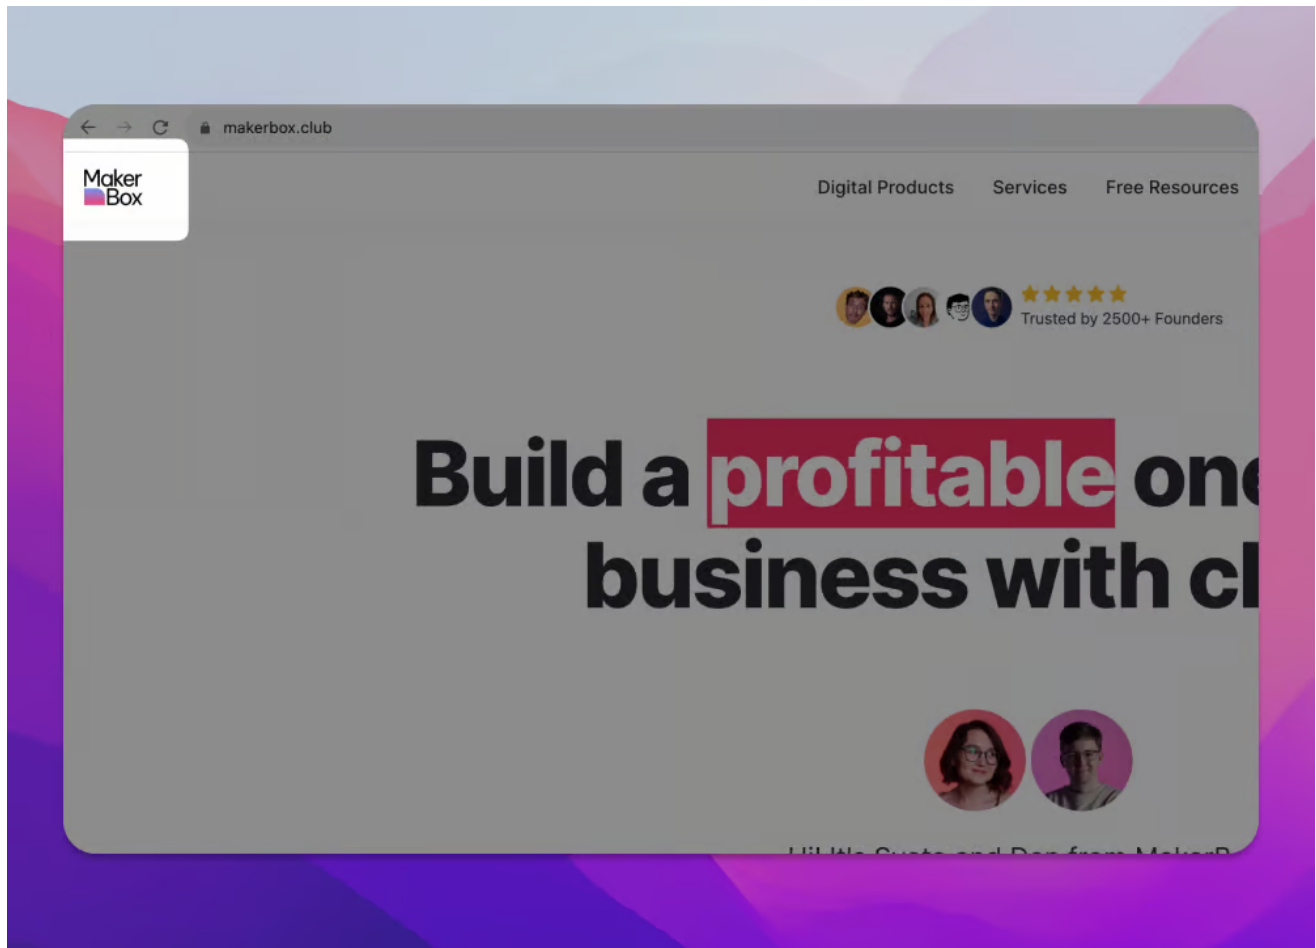 makerbox.club
Maker
Box
Digital Products Services Free Resources
Trusted by 2500+ Founders
Build a profitable one
business with cl